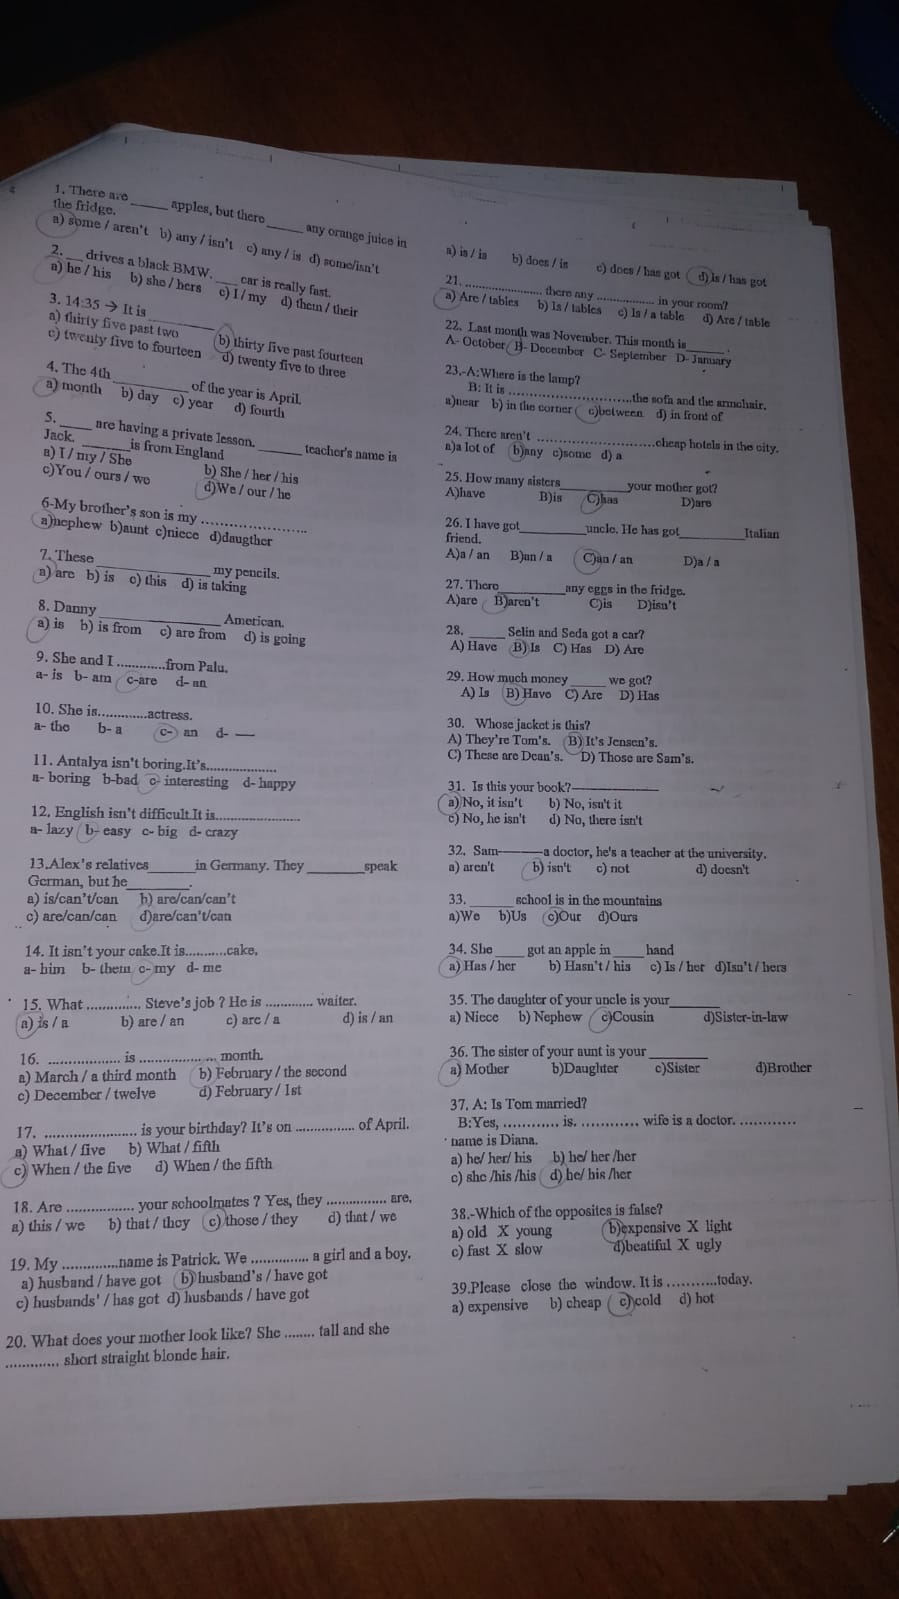 1. There are ______ apples, but there ______ any orange juice in
the fridge.
a) some / aren't b) any / isn't c) any / is d) some/isn't
2. ___ drives a black BMW. ___ car is really fast.
a) he / his b) she / hers c) I / my d) them / their
3. 14:35 → It is __________
a) thirty five past two b) thirty five past fourteen
c) twenty five to fourteen d) twenty five to three
4. The 4th __________ of the year is April.
a) month b) day c) year d) fourth
5. _____ are having a private lesson. _______ teacher's name is
Jack. _______ is from England
a) I / my / She b) She / her / his
c)You / ours / we d)We / our / he
6-My brother's son is my ........................
a)nephew b)aunt c)niece d)daugther
7. These ________________ my pencils.
a) are b) is c) this d) is taking
8. Danny ________________ American.
a) is b) is from c) are from d) is going
9. She and I .............from Palu.
a- is b- am c-are d- an
10. She is.............actress.
a- the b- a c- an d- —
11. Antalya isn't boring.It's...................
a- boring b-bad c- interesting d- happy
12. English isn't difficult.It is.......................
a- lazy b- easy c- big d- crazy
13.Alex's relatives_______in Germany. They________speak
German, but he_________.
a) is/can't/can b) are/can/can't
c) are/can/can d)are/can't/can
14. It isn't your cake.It is...........cake.
a- him b- them c- my d- me
15. What .............. Steve's job ? He is ............. waiter.
a) is / a b) are / an c) are / a d) is / an
16. ................... is .................... month.
a) March / a third month b) February / the second
c) December / twelve d) February / 1st
17. ........................ is your birthday? It's on ................ of April.
a) What / five b) What / fifth
c) When / the five d) When / the fifth
18. Are .................. your schoolmates ? Yes, they ................ are.
a) this / we b) that / they c) those / they d) that / we
19. My ..............name is Patrick. We ............... a girl and a boy.
a) husband / have got b) husband's / have got
c) husbands' / has got d) husbands / have got
20. What does your mother look like? She ........ tall and she
.............. short straight blonde hair.
a) is / is b) does / is c) does / has got d) is / has got
21. .................... there any ............... in your room?
a) Are / tables b) Is / tables c) Is / a table d) Are / table
22. Last month was November. This month is_______.
A- October B- December C- September D- January
23.-A:Where is the lamp?
B: It is ................................the sofa and the armchair.
a)near b) in the corner c)between d) in front of
24. There aren't ..............................cheap hotels in the city.
a)a lot of b)any c)some d) a
25. How many sisters____________your mother got?
A)have B)is C)has D)are
26. I have got____________uncle. He has got____________Italian
friend.
A)a / an B)an / a C)an / an D)a / a
27. There____________any eggs in the fridge.
A)are B)aren't C)is D)isn't
28. ______ Selin and Seda got a car?
A) Have B) Is C) Has D) Are
29. How much money ______ we got?
A) Is B) Have C) Are D) Has
30. Whose jacket is this?
A) They're Tom's. B) It's Jensen's.
C) These are Dean's. D) Those are Sam's.
31. Is this your book?——————
a) No, it isn't b) No, isn't it
c) No, he isn't d) No, there isn't
32. Sam————a doctor, he's a teacher at the university.
a) aren't b) isn't c) not d) doesn't
33. _______ school is in the mountains
a)We b)Us c)Our d)Ours
34. She _____ got an apple in _____ hand
a) Has / her b) Hasn't / his c) Is / her d)Isn't / hers
35. The daughter of your uncle is your________
a) Niece b) Nephew c)Cousin d)Sister-in-law
36. The sister of your aunt is your _________
a) Mother b)Daughter c)Sister d)Brother
37. A: Is Tom married?
B:Yes, ............. is. ............. wife is a doctor. .............
name is Diana.
a) he/ her/ his b) he/ her /her
c) she /his /his d) he/ his /her
38.-Which of the opposites is false?
a) old X young b)expensive X light
c) fast X slow d)beatiful X ugly
39.Please close the window. It is ...........today.
a) expensive b) cheap c) cold d) hot